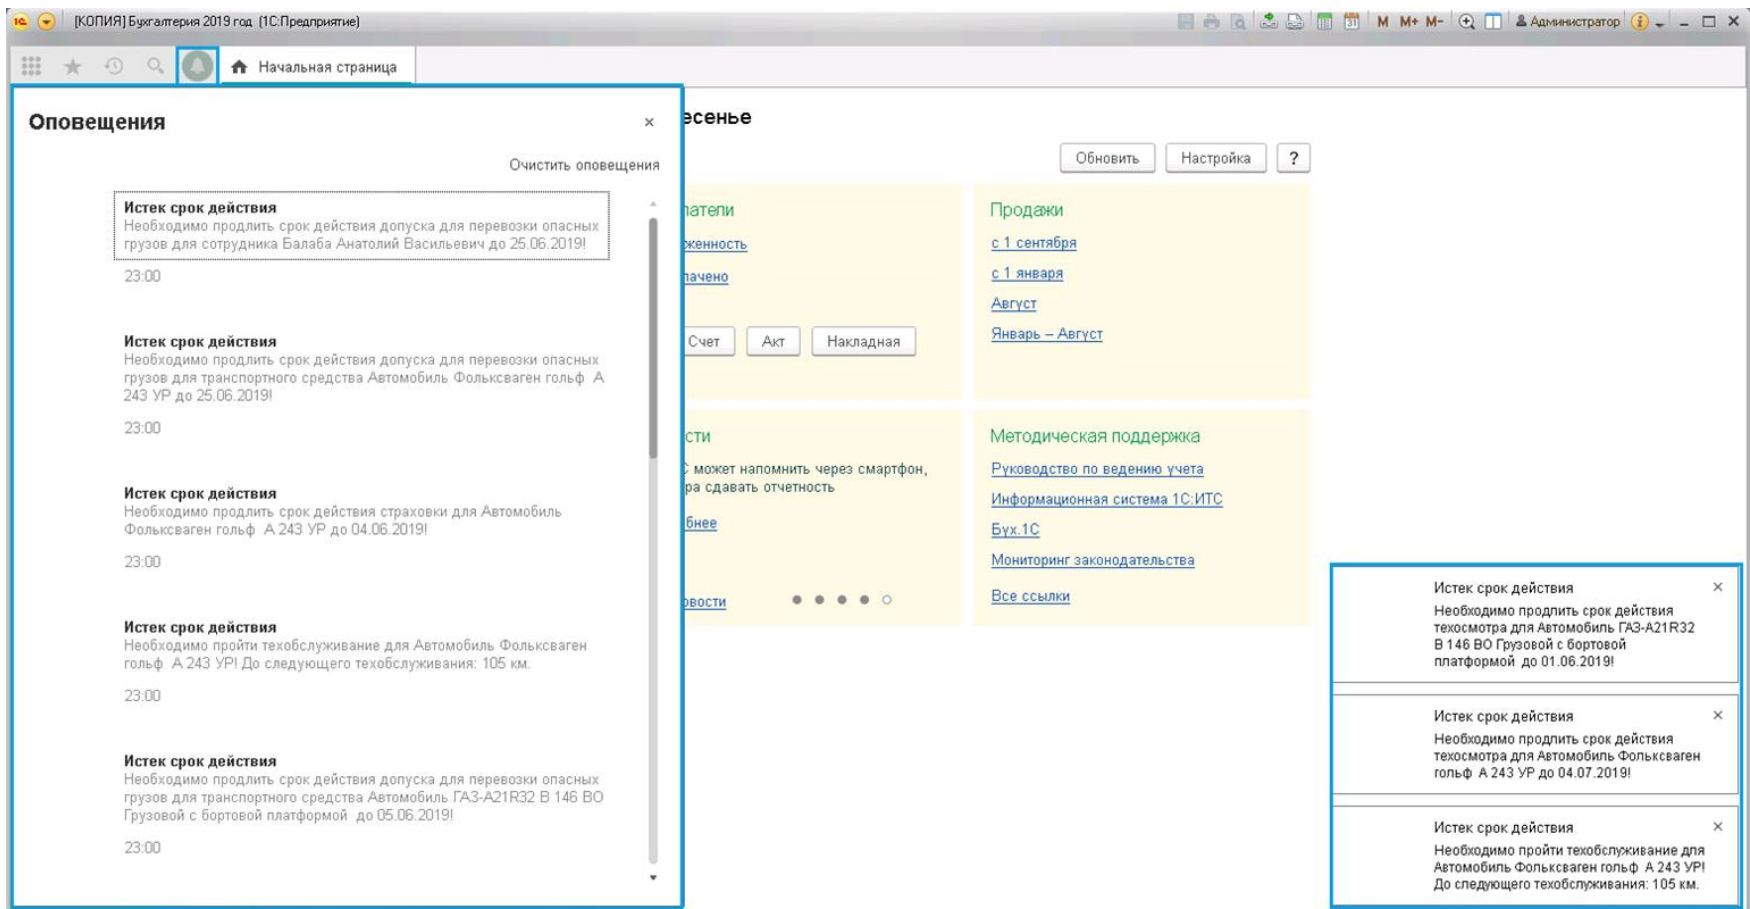 [КОПИЯ] Бухгалтерия 2019 год (1С:Предприятие)
M M+ M- Администратор
Начальная страница
Оповещения
Очистить оповещения
Истек срок действия
Необходимо продлить срок действия допуска для перевозки опасных
грузов для сотрудника Балаба Анатолий Васильевич до 25.06.2019!
23:00
Истек срок действия
Необходимо продлить срок действия допуска для перевозки опасных
грузов для транспортного средства Автомобиль Фольксваген гольф А
243 УР до 25.06.2019!
23:00
Истек срок действия
Необходимо продлить срок действия страховки для Автомобиль
Фольксваген гольф А 243 УР до 04.06.2019!
23:00
Истек срок действия
Необходимо пройти техобслуживание для Автомобиль Фольксваген
гольф А 243 УР! До следующего техобслуживания: 105 км.
23:00
Истек срок действия
Необходимо продлить срок действия допуска для перевозки опасных
грузов для транспортного средства Автомобиль ГАЗ-А21R32 В 146 ВО
Грузовой с бортовой платформой до 05.06.2019!
23:00
есенье
Обновить Настройка ?
патели
женность
лачено
Счет Акт Накладная
Продажи
с 1 сентября
с 1 января
Август
Январь – Август
сти
С может напомнить через смартфон,
ра сдавать отчетность
бнее
овости
Методическая поддержка
Руководство по ведению учета
Информационная система 1С:ИТС
Бух.1С
Мониторинг законодательства
Все ссылки
Истек срок действия
Необходимо продлить срок действия
техосмотра для Автомобиль ГАЗ-А21R32
В 146 ВО Грузовой с бортовой
платформой до 01.06.2019!
Истек срок действия
Необходимо продлить срок действия
техосмотра для Автомобиль Фольксваген
гольф А 243 УР до 04.07.2019!
Истек срок действия
Необходимо пройти техобслуживание для
Автомобиль Фольксваген гольф А 243 УР!
До следующего техобслуживания: 105 км.